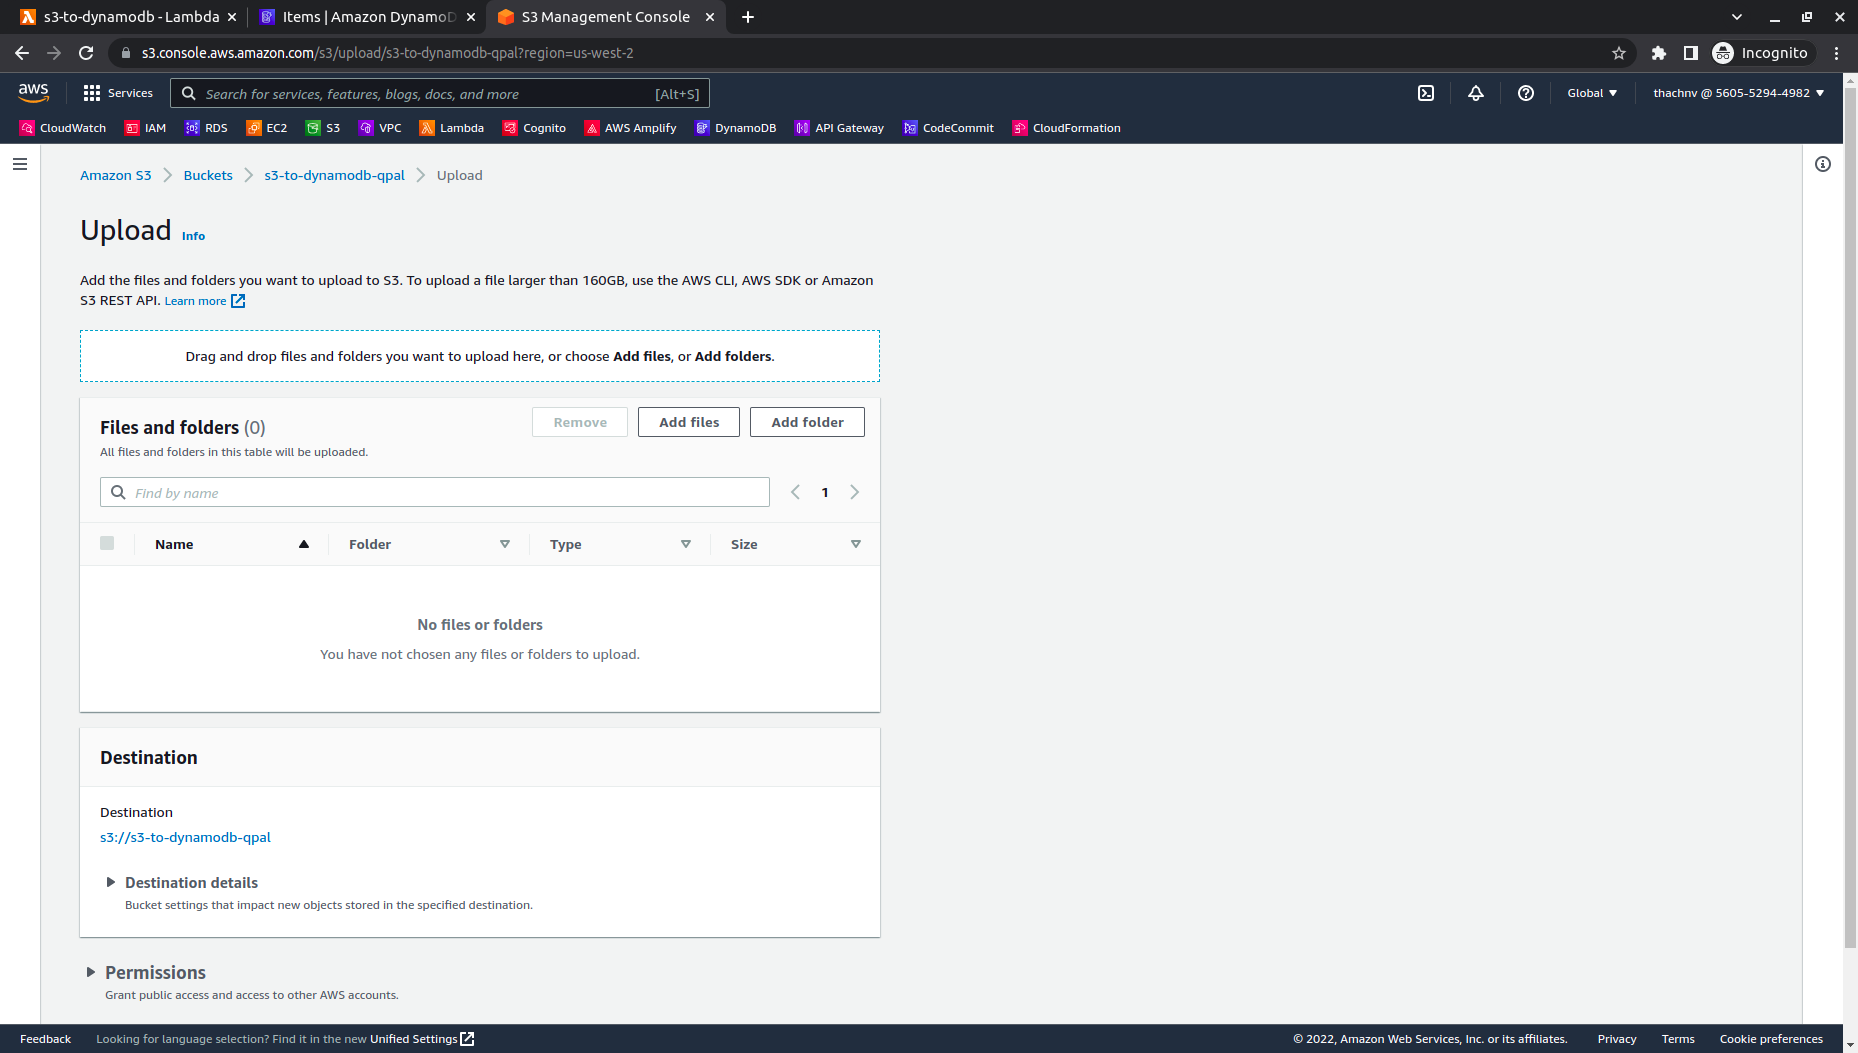 s3-to-dynamodb - Lambda
Items | Amazon DynamoD
S3 Management Console
s3.console.aws.amazon.com/s3/upload/s3-to-dynamodb-qpal?region=us-west-2
Incognito
aws
Services
Search for services, features, blogs, docs, and more
[Alt+S]
Global
thachnv @ 5605-5294-4982
CloudWatch
IAM
RDS
EC2
S3
VPC
Lambda
Cognito
AWS Amplify
DynamoDB
API Gateway
CodeCommit
CloudFormation
Amazon S3
Buckets
s3-to-dynamodb-qpal
Upload
Upload
Info
Add the files and folders you want to upload to S3. To upload a file larger than 160GB, use the AWS CLI, AWS SDK or Amazon
S3 REST API. Learn more
Drag and drop files and folders you want to upload here, or choose Add files, or Add folders.
Files and folders (0)
Remove
Add files
Add folder
All files and folders in this table will be uploaded.
Find by name
1
Name
Folder
Type
Size
No files or folders
You have not chosen any files or folders to upload.
Destination
Destination
s3://s3-to-dynamodb-qpal
Destination details
Bucket settings that impact new objects stored in the specified destination.
Permissions
Grant public access and access to other AWS accounts.
Feedback
Looking for language selection? Find it in the new Unified Settings
© 2022, Amazon Web Services, Inc. or its affiliates.
Privacy
Terms
Cookie preferences